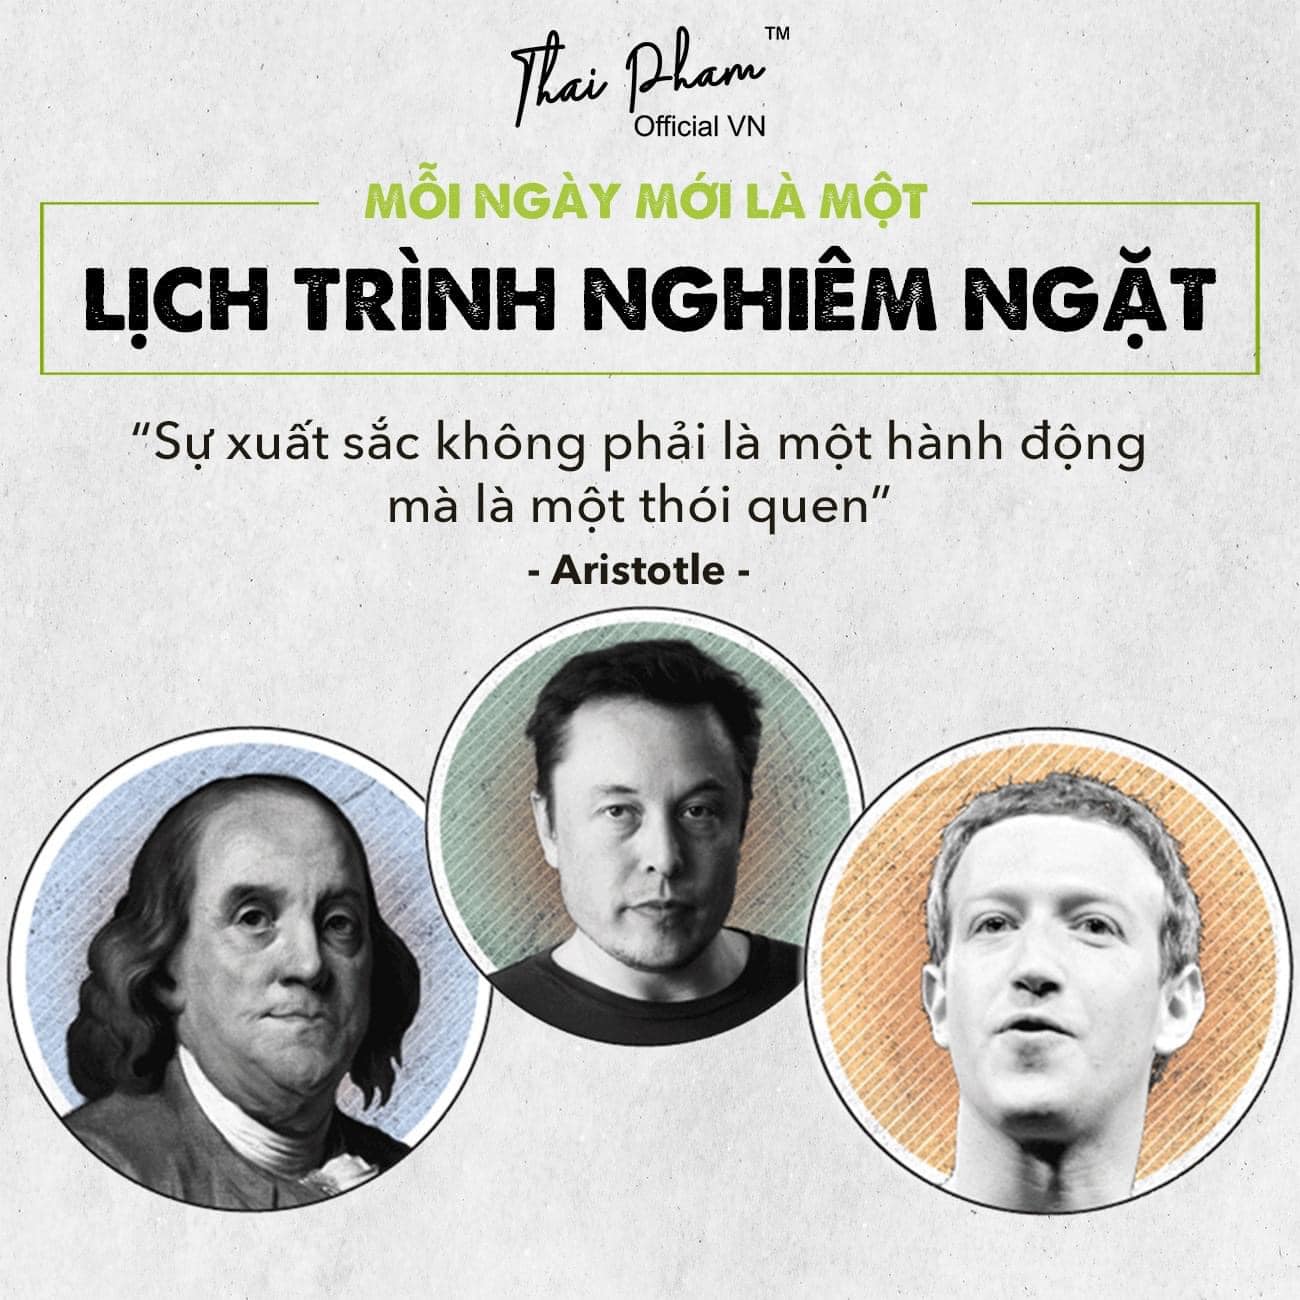 Thai Pham™
Official VN
MỖI NGÀY MỚI LÀ MỘT
LỊCH TRÌNH NGHIÊM NGẶT
“Sự xuất sắc không phải là một hành động
mà là một thói quen”
- Aristotle -